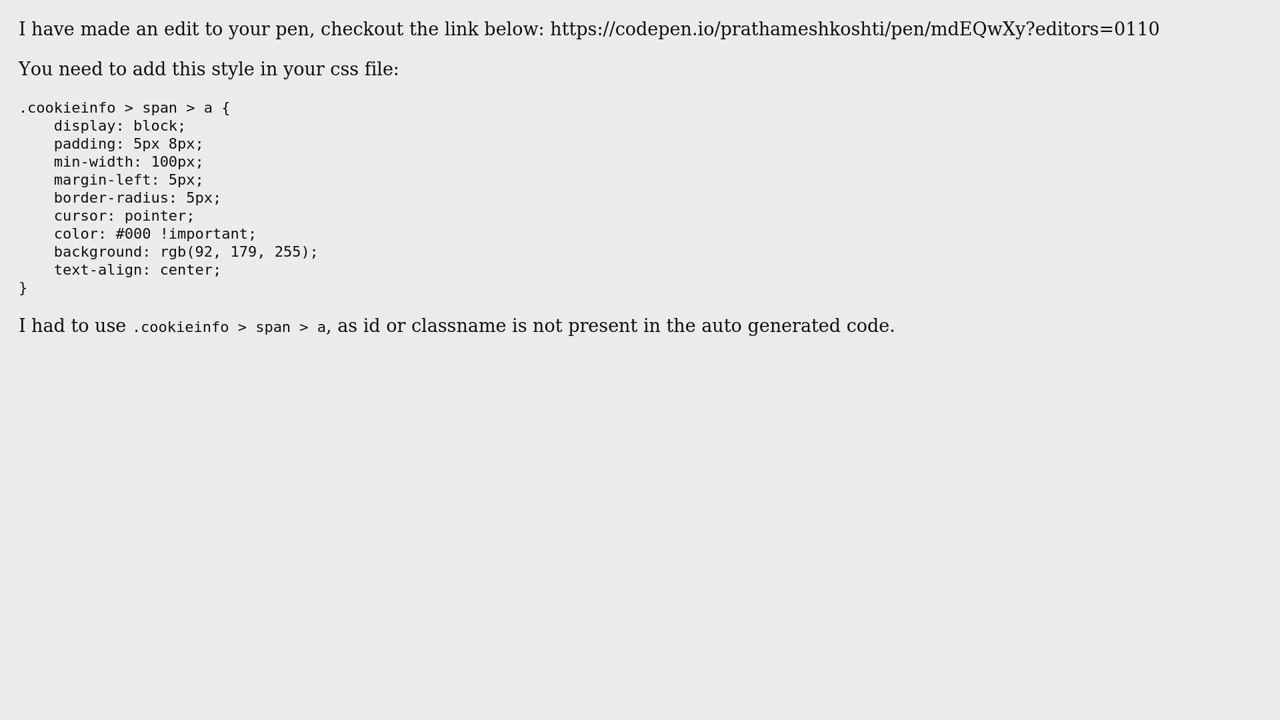 I have made an edit to your pen, checkout the link below: https://codepen.io/prathameshkoshti/pen/mdEQwXy?editors=0110
You need to add this style in your css file:
.cookieinfo > span > a {
    display: block;
    padding: 5px 8px;
    min-width: 100px;
    margin-left: 5px;
    border-radius: 5px;
    cursor: pointer;
    color: #000 !important;
    background: rgb(92, 179, 255);
    text-align: center;
}
I had to use .cookieinfo > span > a, as id or classname is not present in the auto generated code.